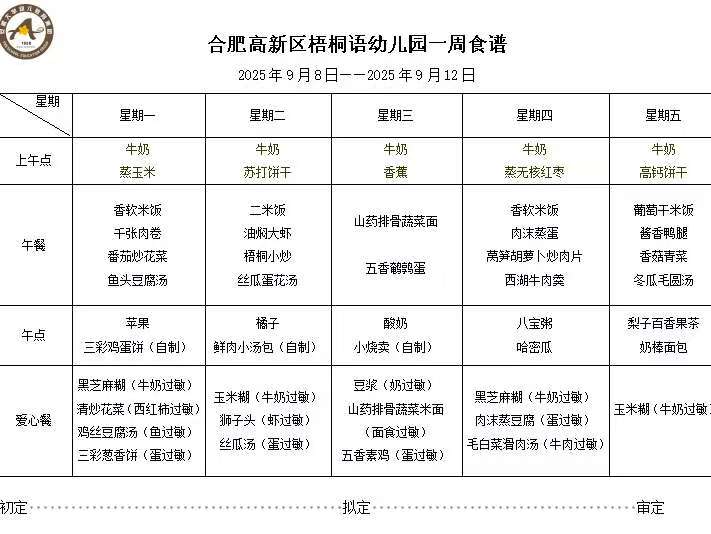 合肥高新区梧桐语幼儿园一周食谱
2025年9月8日——2025年9月12日
星期
星期一 星期二 星期三 星期四 星期五
上午点
牛奶 牛奶 牛奶 牛奶 牛奶
蒸玉米 苏打饼干 香蕉 蒸无核红枣 高钙饼干
午餐
香软米饭
千张肉卷
番茄炒花菜
鱼头豆腐汤
二米饭
油焖大虾
梧桐小炒
丝瓜蛋花汤
山药排骨蔬菜面
五香鹌鹑蛋
香软米饭
肉沫蒸蛋
莴笋胡萝卜炒肉片
西湖牛肉羹
葡萄干米饭
酱香鸭腿
香菇青菜
冬瓜毛圆汤
午点
苹果 橘子 酸奶 八宝粥 梨子百香果茶
三彩鸡蛋饼（自制） 鲜肉小汤包（自制） 小烧卖（自制） 哈密瓜 奶棒面包
爱心餐
黑芝麻糊（牛奶过敏）
清炒花菜（西红柿过敏）
鸡丝豆腐汤（鱼过敏）
三彩葱香饼（蛋过敏）
玉米糊（牛奶过敏）
狮子头（虾过敏）
丝瓜汤（蛋过敏）
豆浆（奶过敏）
山药排骨蔬菜米面
（面食过敏）
五香素鸡（蛋过敏）
黑芝麻糊（牛奶过敏）
肉沫蒸豆腐（蛋过敏）
毛白菜滑肉汤（牛肉过敏）
玉米糊（牛奶过敏）
初定 拟定 审定